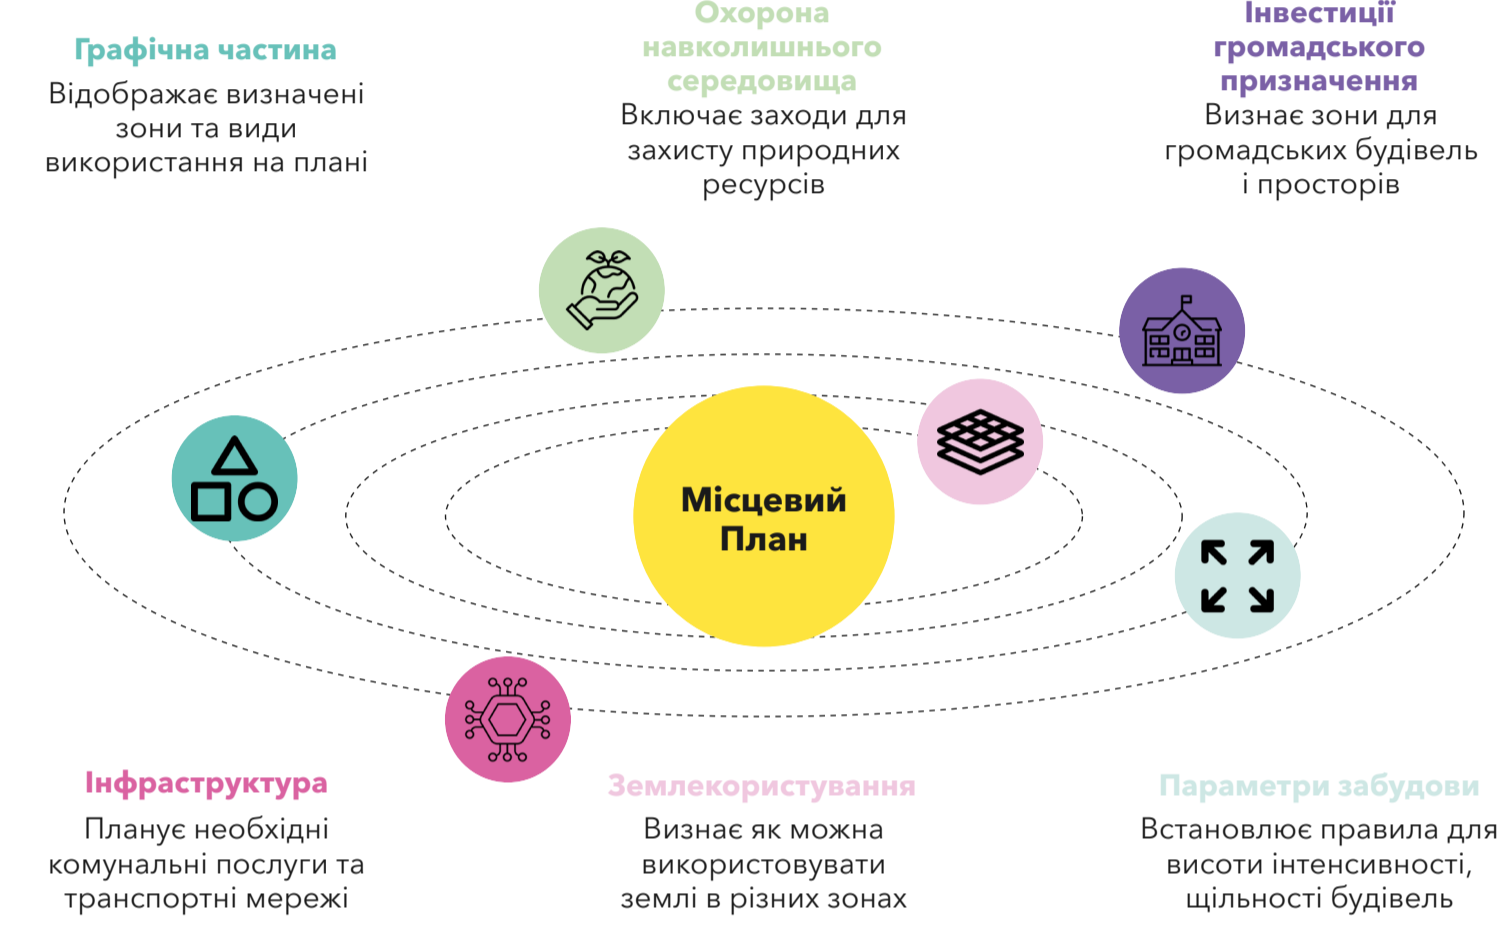 Графічна частина
Відображає визначені
зони та види
використання на плані
Охорона
навколишнього
середовища
Включає заходи для
захисту природних
ресурсів
Інвестиції
громадського
призначення
Визнає зони для
громадських будівель
і просторів
Місцевий
План
Інфраструктура
Планує необхідні
комунальні послуги та
транспортні мережі
Землекористування
Визнає як можна
використовувати
землі в різних зонах
Параметри забудови
Встановлює правила для
висоти інтенсивності,
щільності будівель